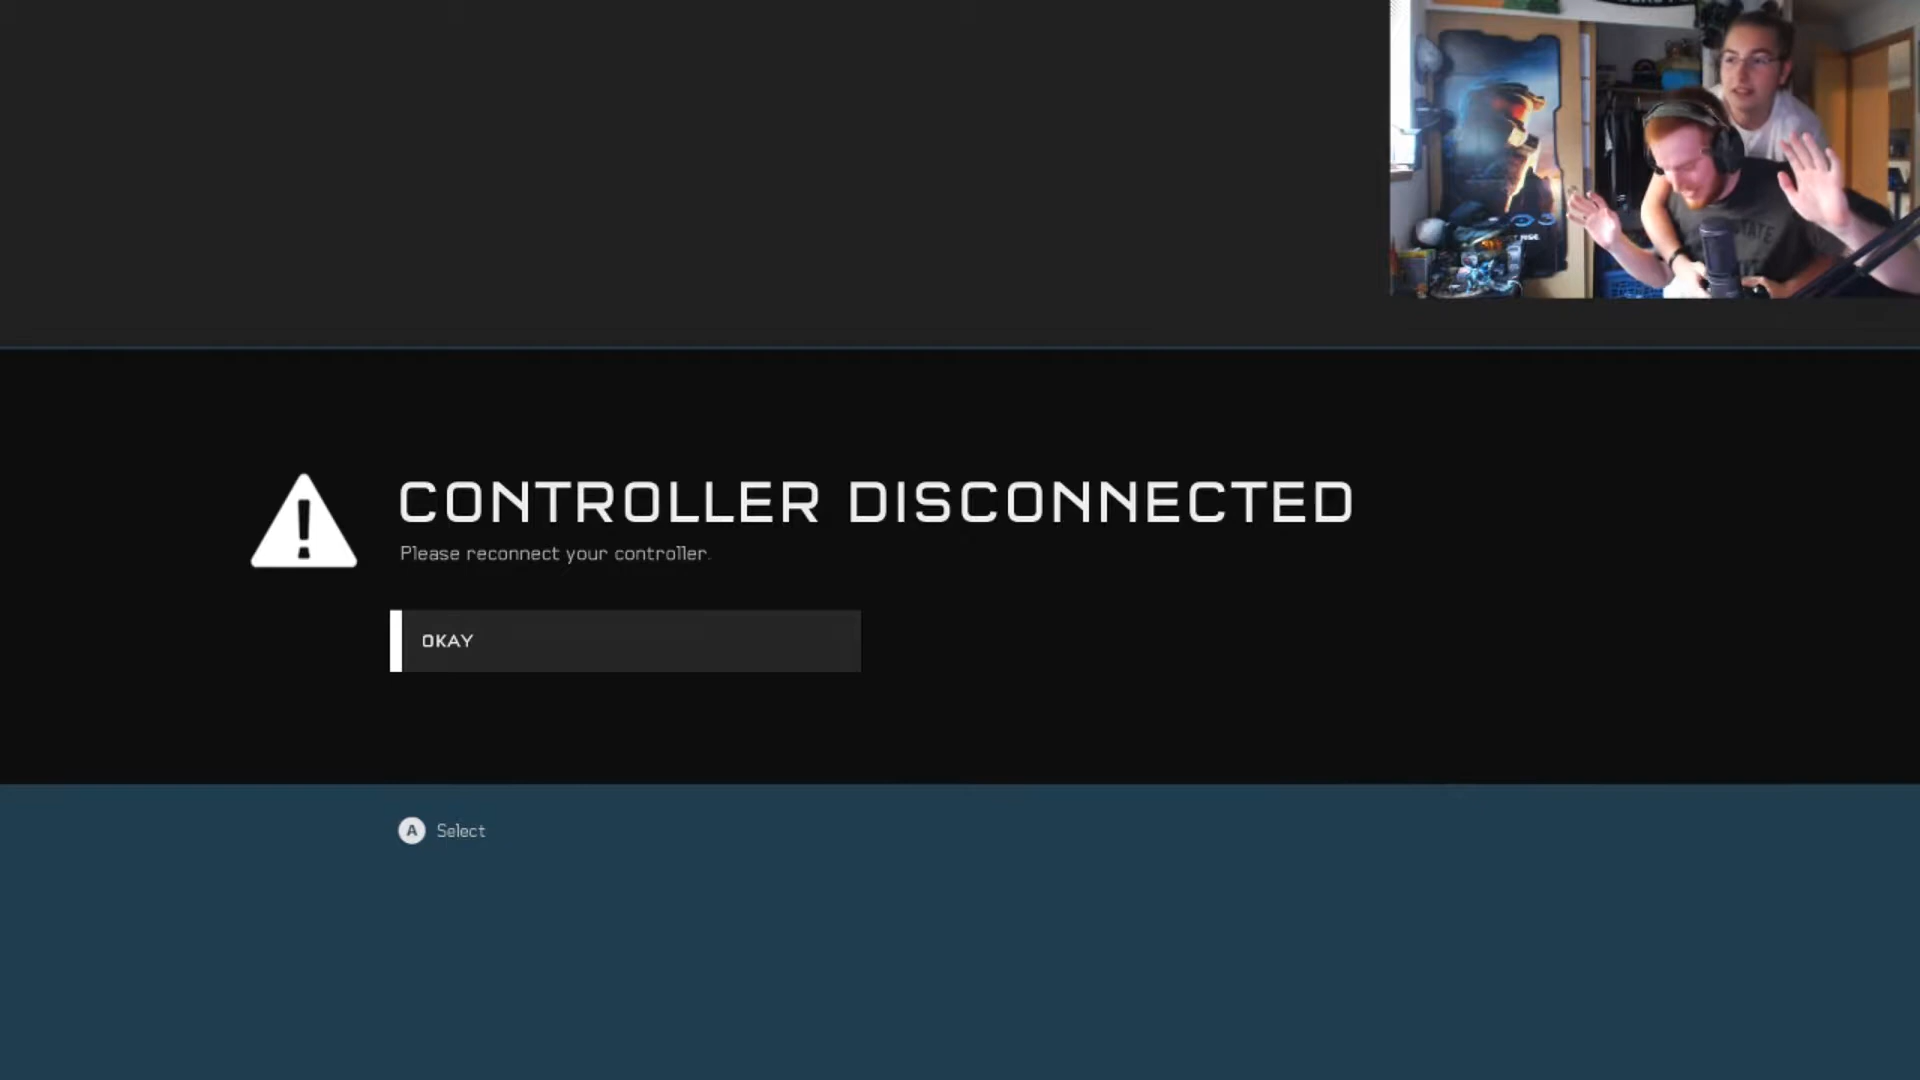 CONTROLLER DISCONNECTED
Please reconnect your controller.
OKAY
A Select